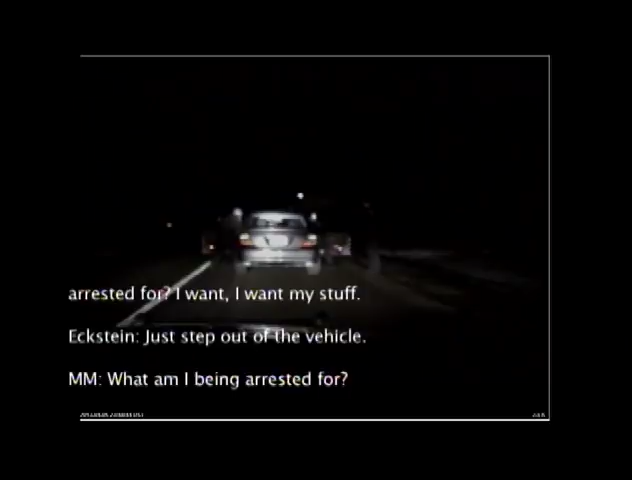 arrested for? I want, I want my stuff.
Eckstein: Just step out of the vehicle.
MM: What am I being arrested for?